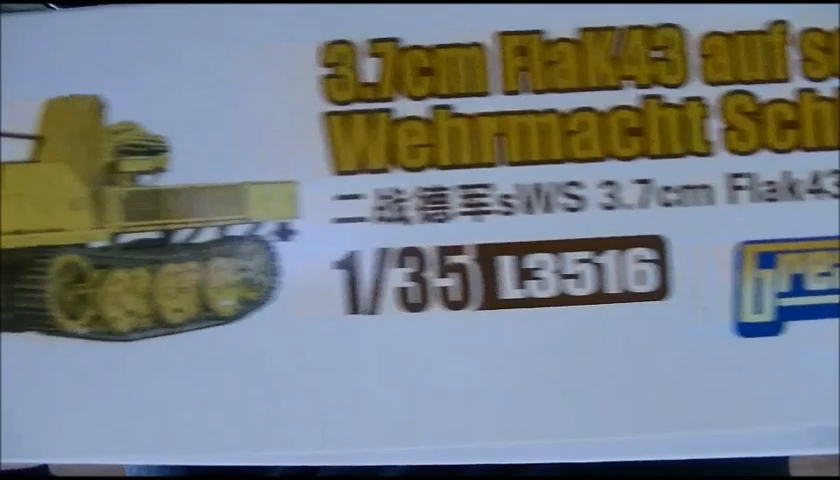 3.7cm FlaK43 auf s
Wehrmacht Sch
二战德军sWS 3.7cm Flak43
1/35 L3516
Gre